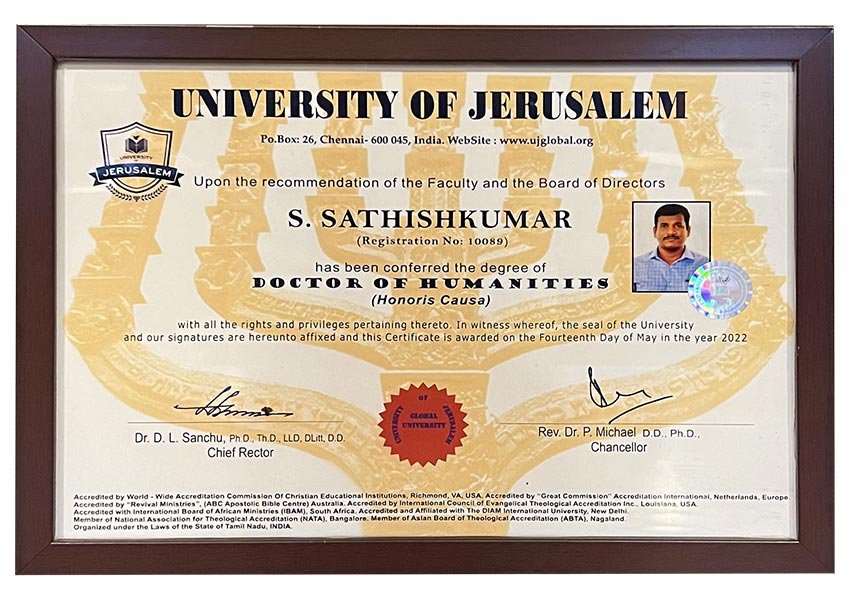 UNIVERSITY OF JERUSALEM
Po.Box: 26, Chennai- 600 045, India. WebSite : www.ujglobal.org
UNIVERSITY
OF
JERUSALEM
Upon the recommendation of the Faculty and the Board of Directors
S. SATHISHKUMAR
(Registration No: 10089)
has been conferred the degree of
DOCTOR OF HUMANITIES
(Honoris Causa)
with all the rights and privileges pertaining thereto. In witness whereof, the seal of the University
and our signatures are hereunto affixed and this Certificate is awarded on the Fourteenth Day of May in the year 2022
Dr. D. L. Sanchu, Ph.D., Th.D., LLD, DLitt, D.D.
Chief Rector
UNIVERSITY OF JERUSALEM
GLOBAL
UNIVERSITY
Rev. Dr. P. Michael D.D., Ph.D.,
Chancellor
Accredited by World - Wide Accreditation Commission Of Christian Educational Institutions, Richmond, VA, USA. Accredited by "Great Commission" Accreditation International, Netherlands, Europe.
Accredited by "Revival Ministries", (ABC Apostolic Bible Centre) Australia. Accredited by International Council of Evangelical Theological Accreditation Inc., Louisiana, USA.
Accredited with International Board of African Ministries (IBAM), South Africa. Accredited and Affiliated with The DIAM International University, New Delhi.
Member of National Association for Theological Accreditation (NATA), Bangalore, Member of Asian Board of Theological Accreditation (ABTA), Nagaland.
Organized under the Laws of the State of Tamil Nadu, INDIA.